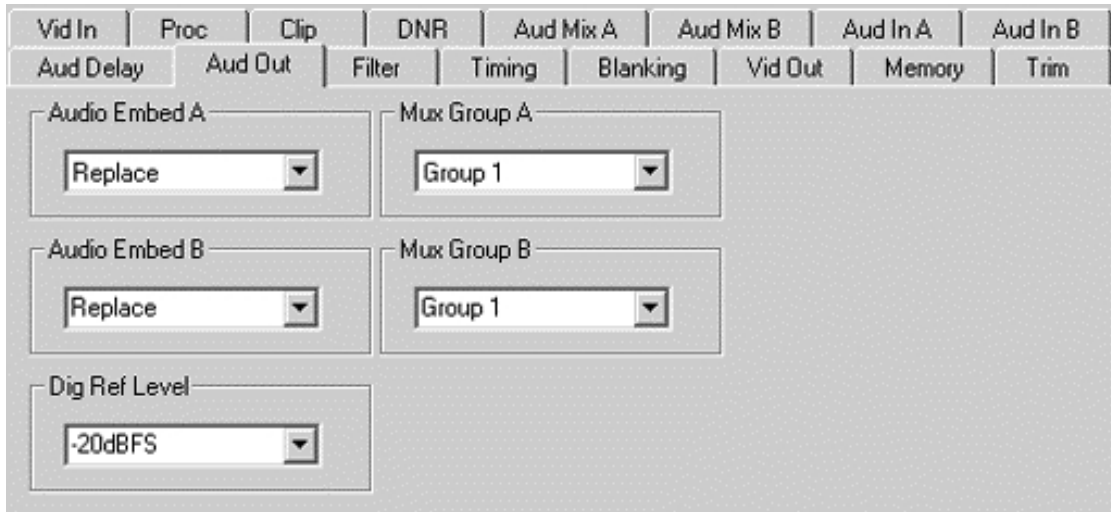 Vid In Proc Clip DNR Aud Mix A Aud Mix B Aud In A Aud In B
Aud Delay Aud Out Filter Timing Blanking Vid Out Memory Trim
Audio Embed A Mux Group A
Replace Group 1
Audio Embed B Mux Group B
Replace Group 1
Dig Ref Level
-20dBFS